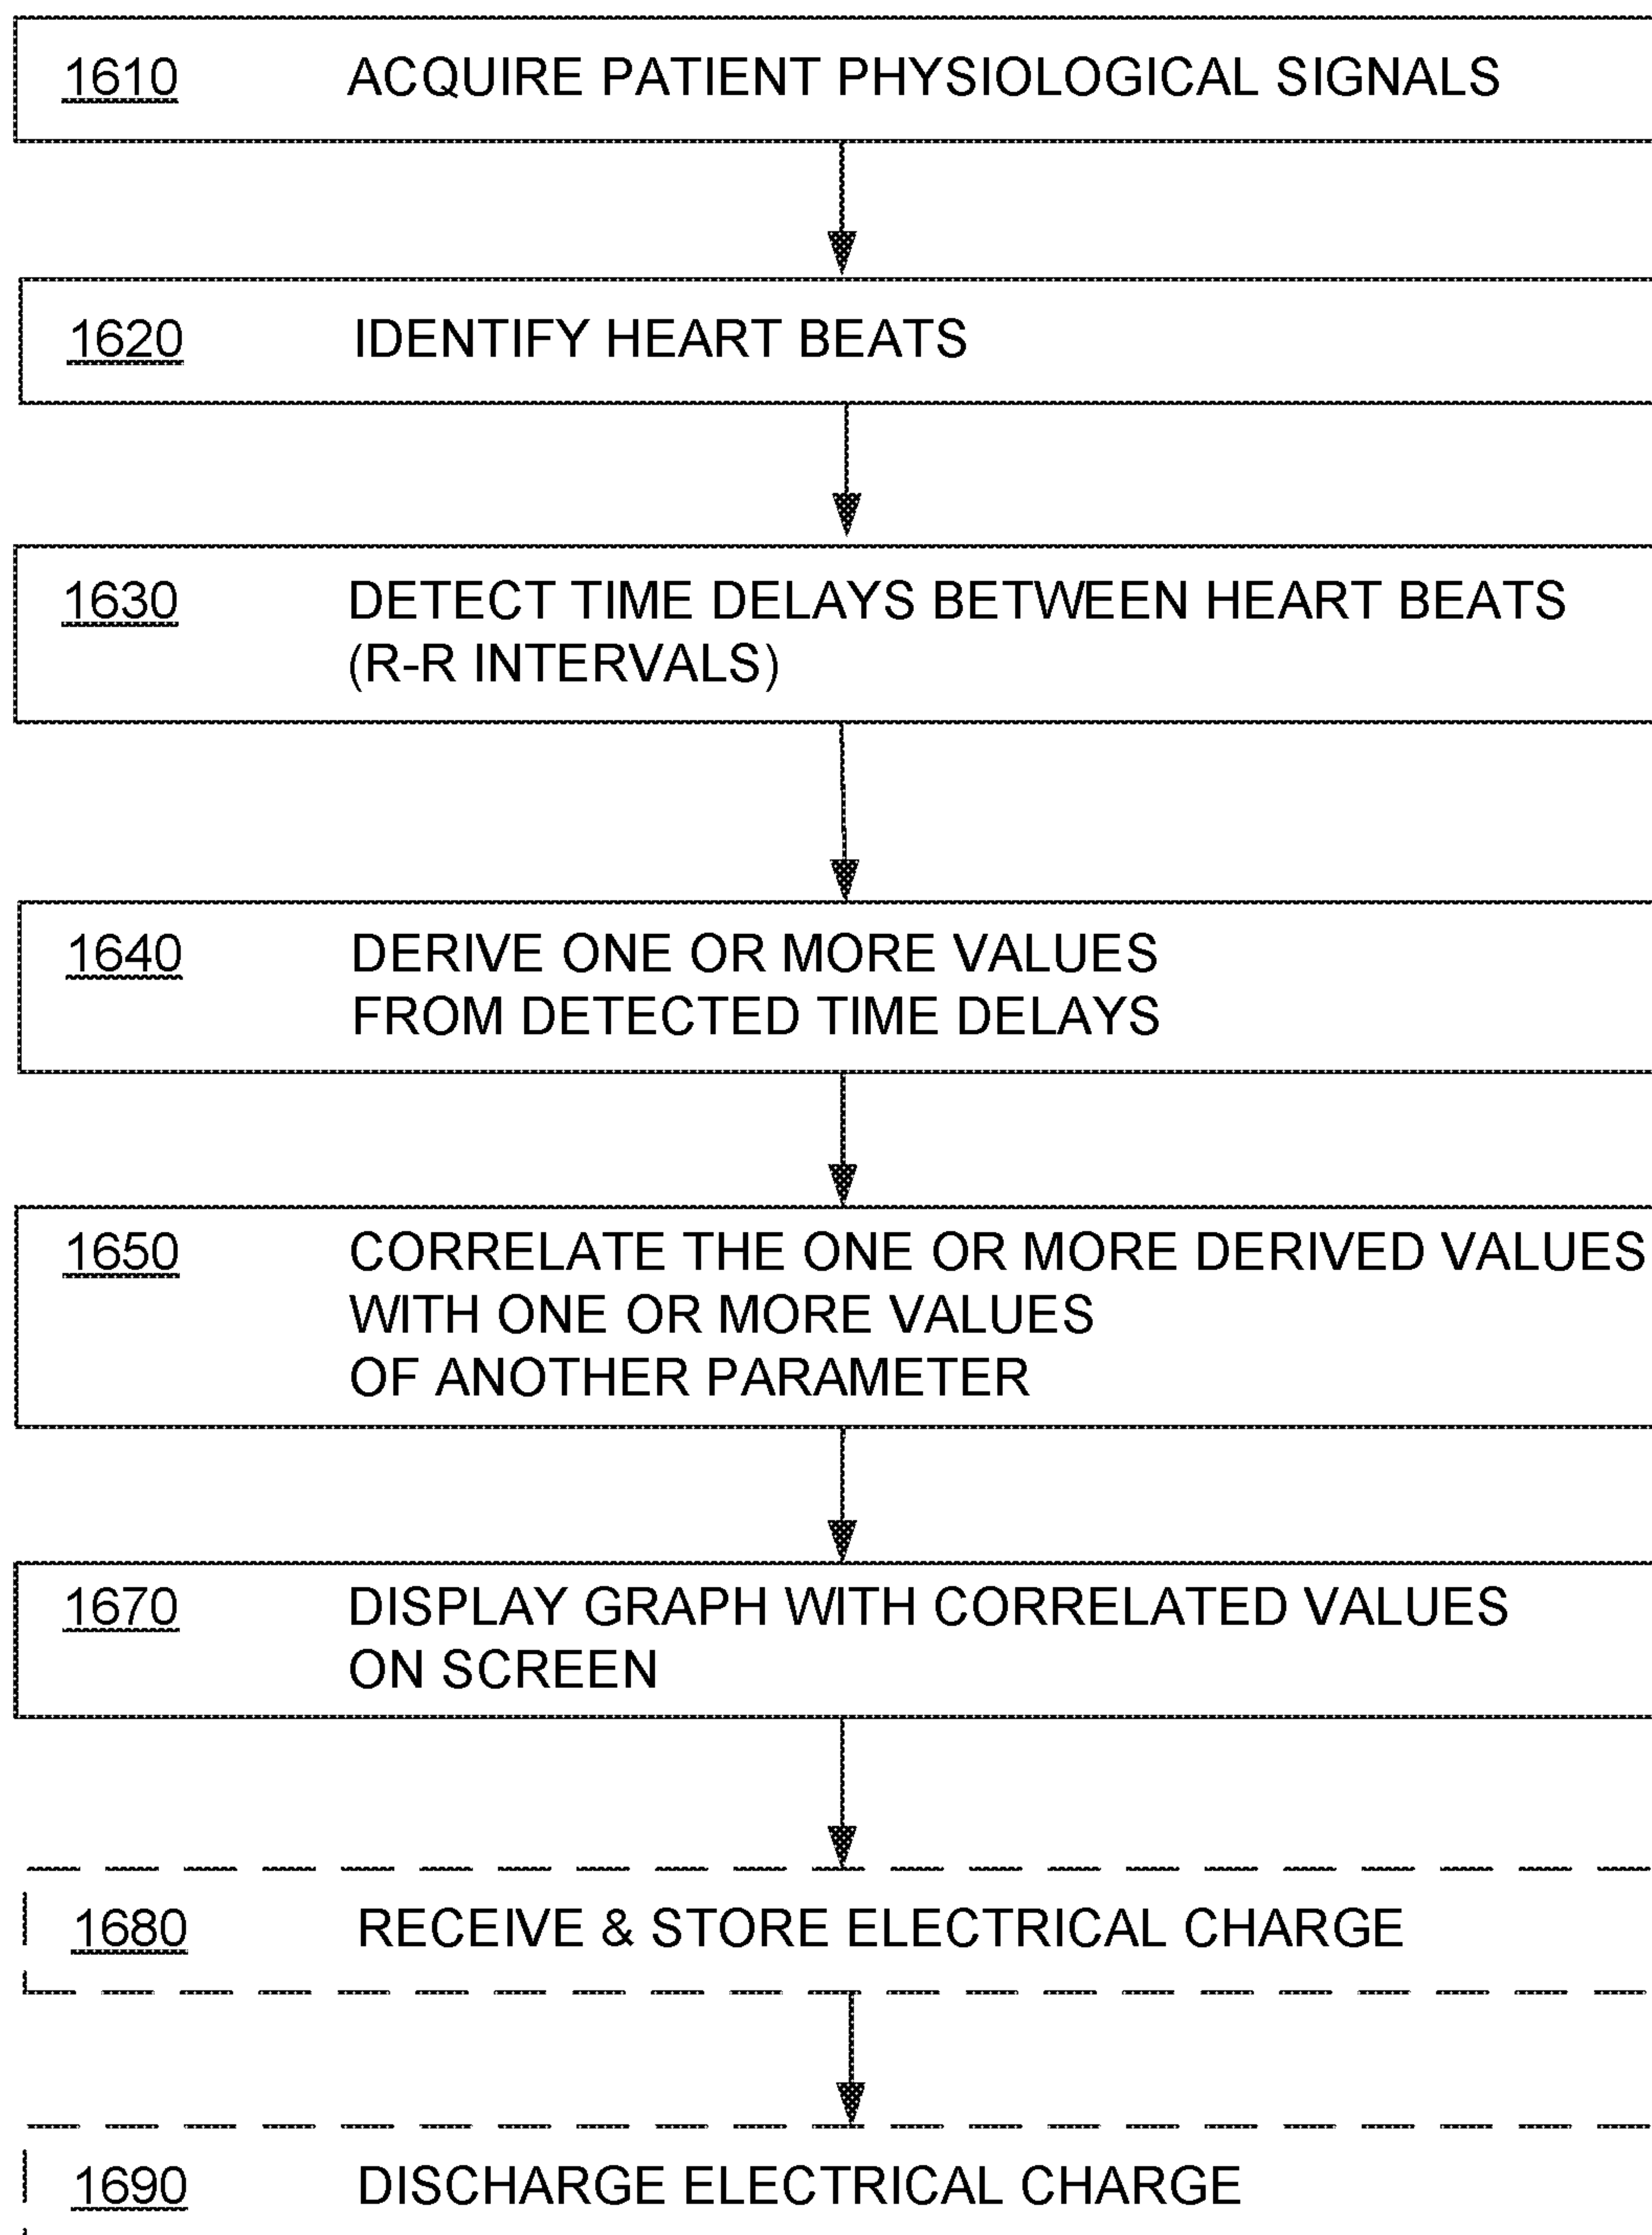 1610 ACQUIRE PATIENT PHYSIOLOGICAL SIGNALS
1620 IDENTIFY HEART BEATS
1630 DETECT TIME DELAYS BETWEEN HEART BEATS
(R-R INTERVALS)
1640 DERIVE ONE OR MORE VALUES
FROM DETECTED TIME DELAYS
1650 CORRELATE THE ONE OR MORE DERIVED VALUES
WITH ONE OR MORE VALUES
OF ANOTHER PARAMETER
1670 DISPLAY GRAPH WITH CORRELATED VALUES
ON SCREEN
1680 RECEIVE & STORE ELECTRICAL CHARGE
1690 DISCHARGE ELECTRICAL CHARGE